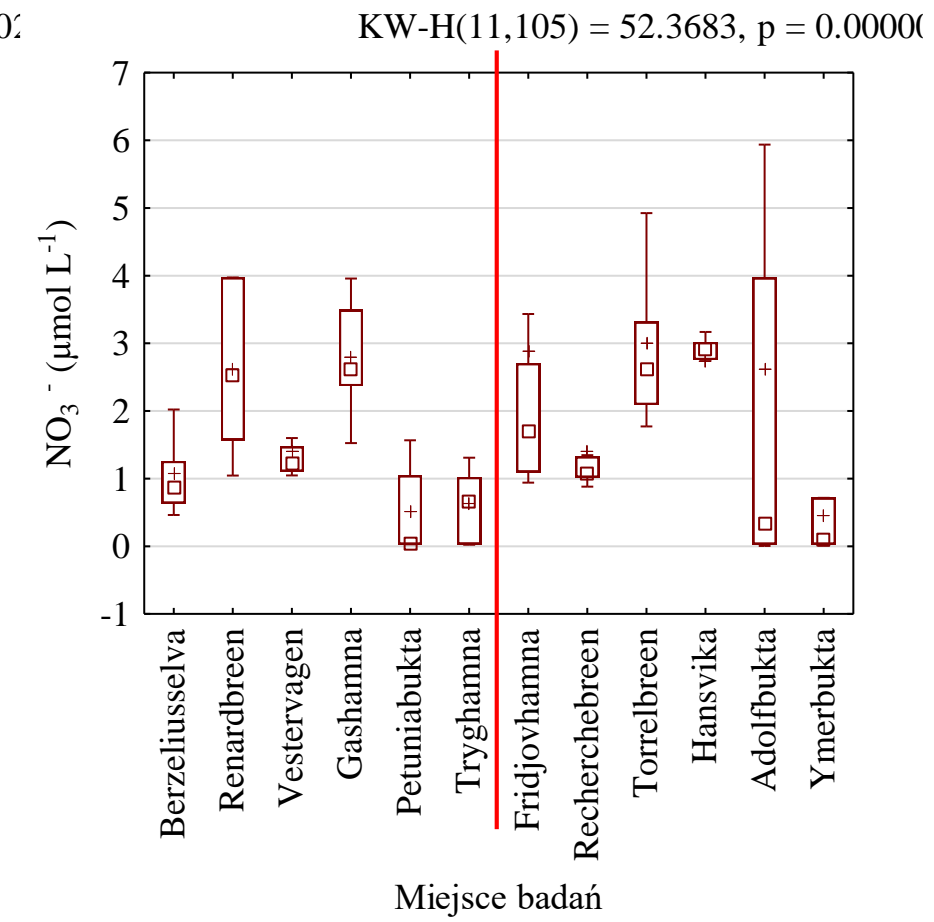 KW-H(11,105) = 52.3683, p = 0.0000
7
6
5
4
3
2
1
0
-1
NO₃⁻ (μmol L⁻¹)
Berzeliusselva
Renardbreen
Vestervagen
Gashamna
Petuniabukta
Tryghamna
Fridjovhamna
Recherchebreen
Torrelbreen
Hansvika
Adolfbukta
Ymerbukta
Miejsce badań